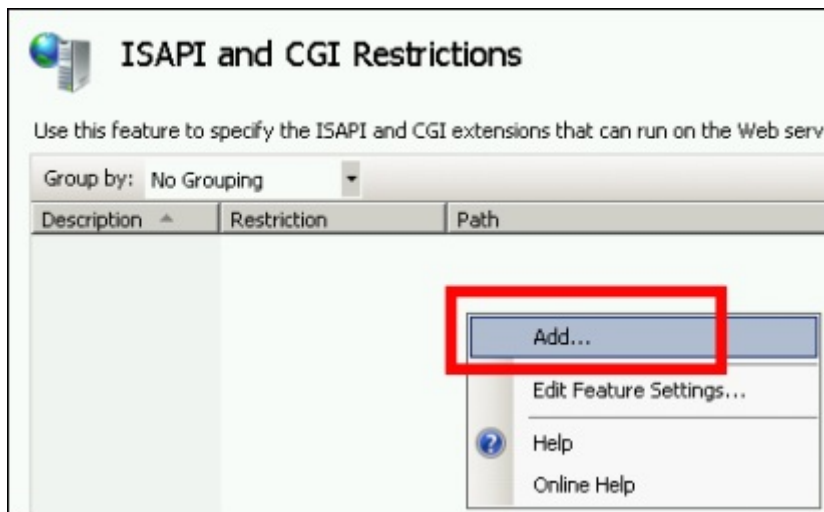 ISAPI and CGI Restrictions
Use this feature to specify the ISAPI and CGI extensions that can run on the Web serv
Group by: No Grouping
Description Restriction Path
Add...
Edit Feature Settings...
Help
Online Help